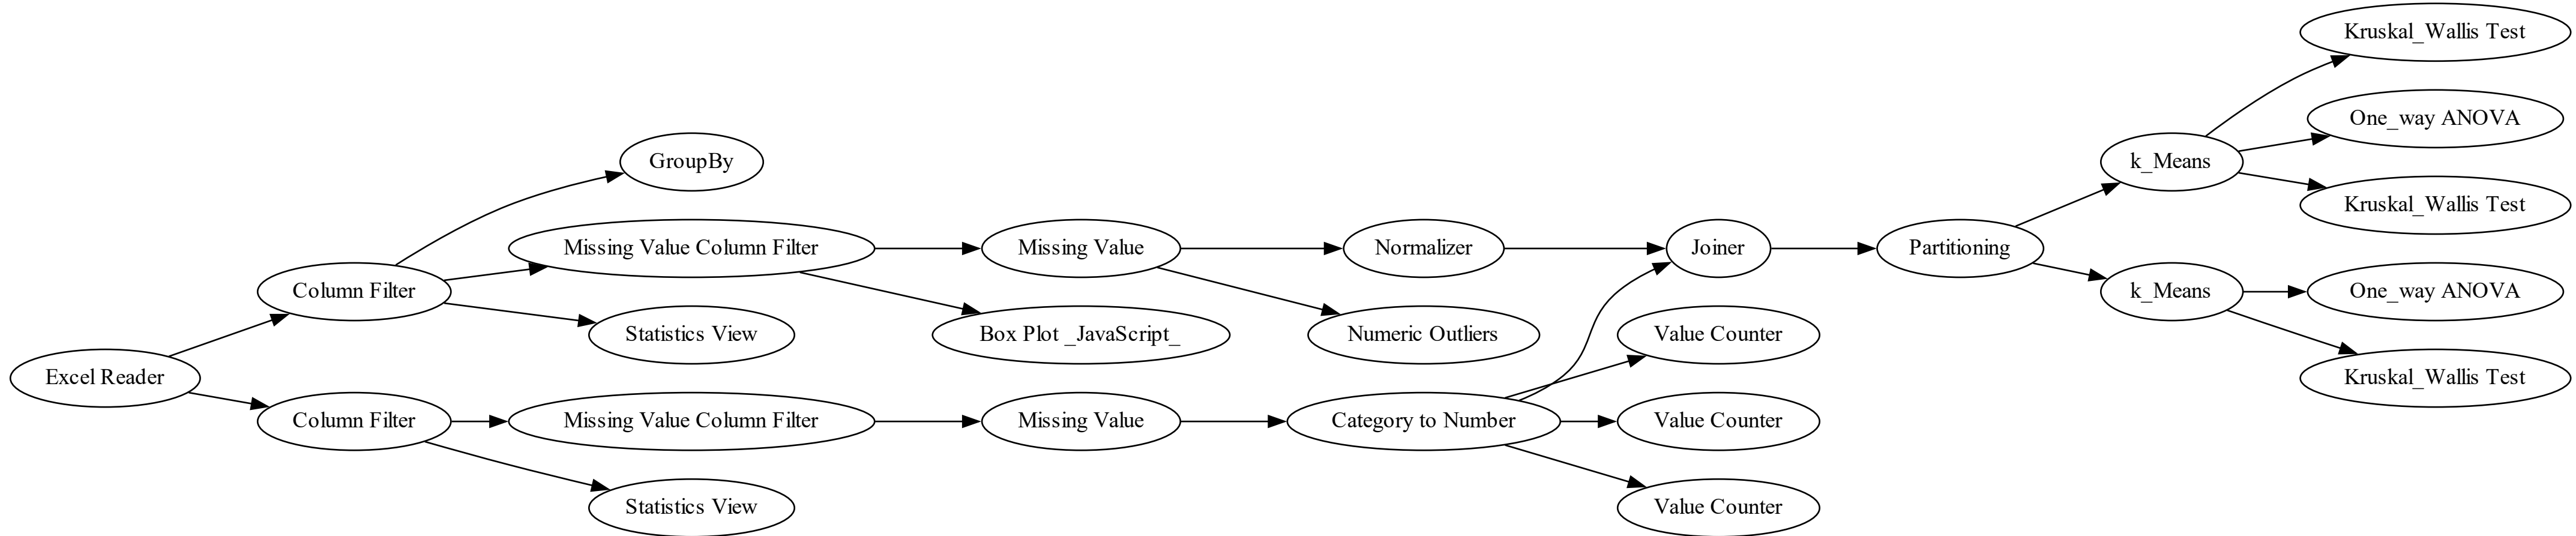 Kruskal_Wallis Test
One_way ANOVA
GroupBy
k_Means
Kruskal_Wallis Test
Missing Value Column Filter
Missing Value
Normalizer
Joiner
Partitioning
Column Filter
k_Means
One_way ANOVA
Statistics View
Box Plot _JavaScript_
Numeric Outliers
Value Counter
Excel Reader
Kruskal_Wallis Test
Column Filter
Missing Value Column Filter
Missing Value
Category to Number
Value Counter
Statistics View
Value Counter